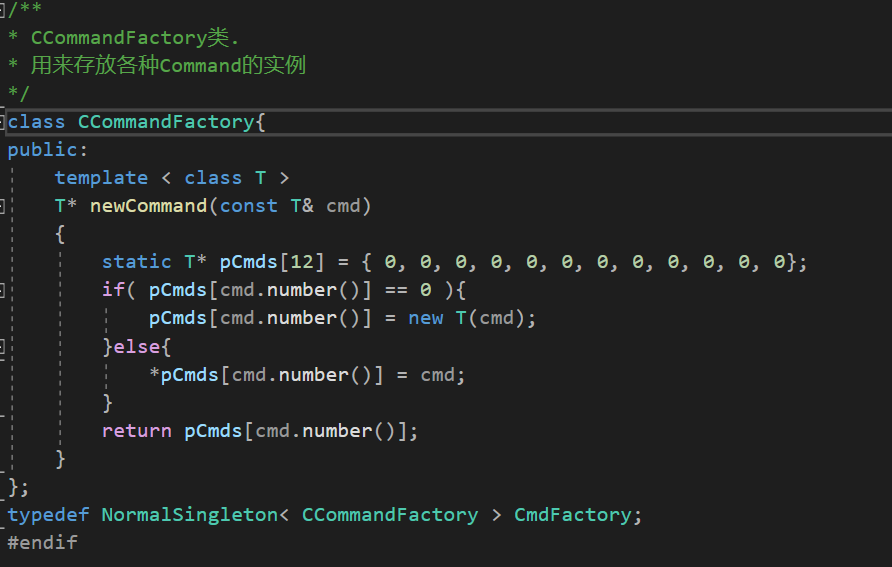 /**
* CCommandFactory类.
* 用来存放各种Command的实例
*/
class CCommandFactory{
public:
    template < class T >
    T* newCommand(const T& cmd)
    {
        static T* pCmds[12] = { 0, 0, 0, 0, 0, 0, 0, 0, 0, 0, 0, 0};
        if( pCmds[cmd.number()] == 0 ){
            pCmds[cmd.number()] = new T(cmd);
        }else{
            *pCmds[cmd.number()] = cmd;
        }
        return pCmds[cmd.number()];
    }
};
typedef NormalSingleton< CCommandFactory > CmdFactory;
#endif